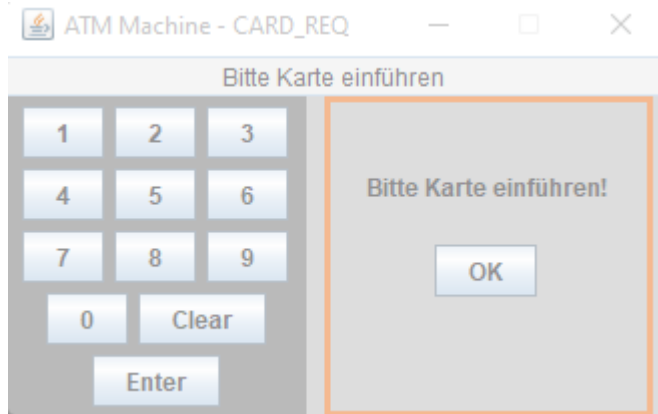 ATM Machine - CARD_REQ
Bitte Karte einführen
1 2 3
4 5 6
7 8 9
0 Clear
Enter
Bitte Karte einführen!
OK